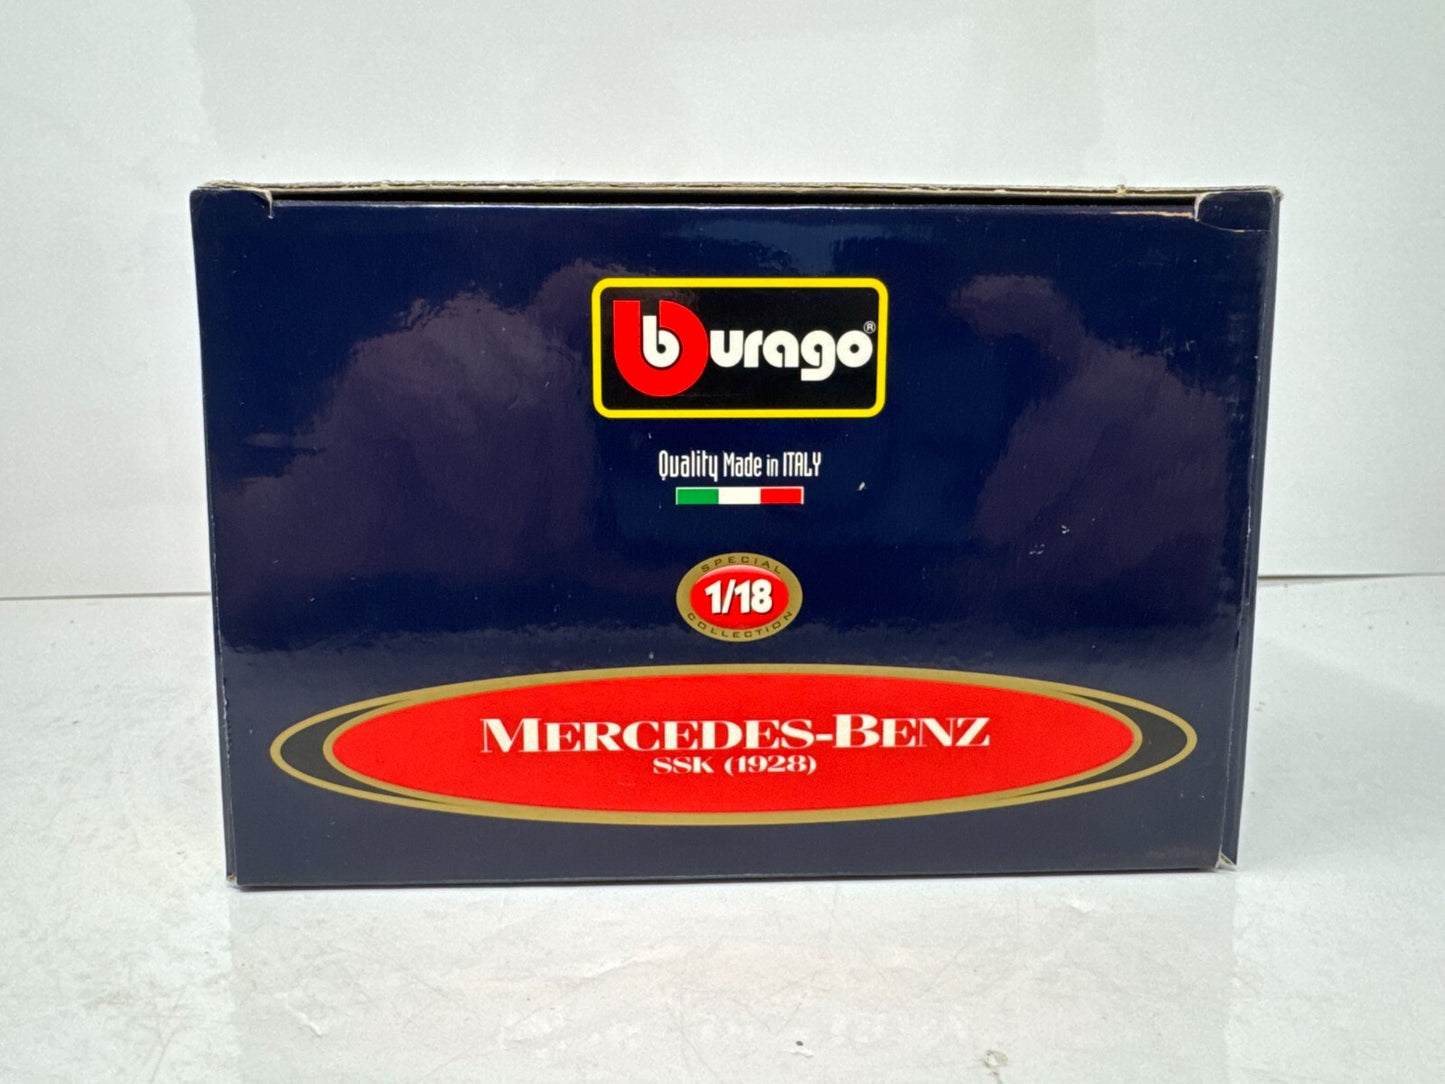 burago®
Quality Made in ITALY
SPECIAL
1/18
COLLECTION
MERCEDES-BENZ
SSK (1928)